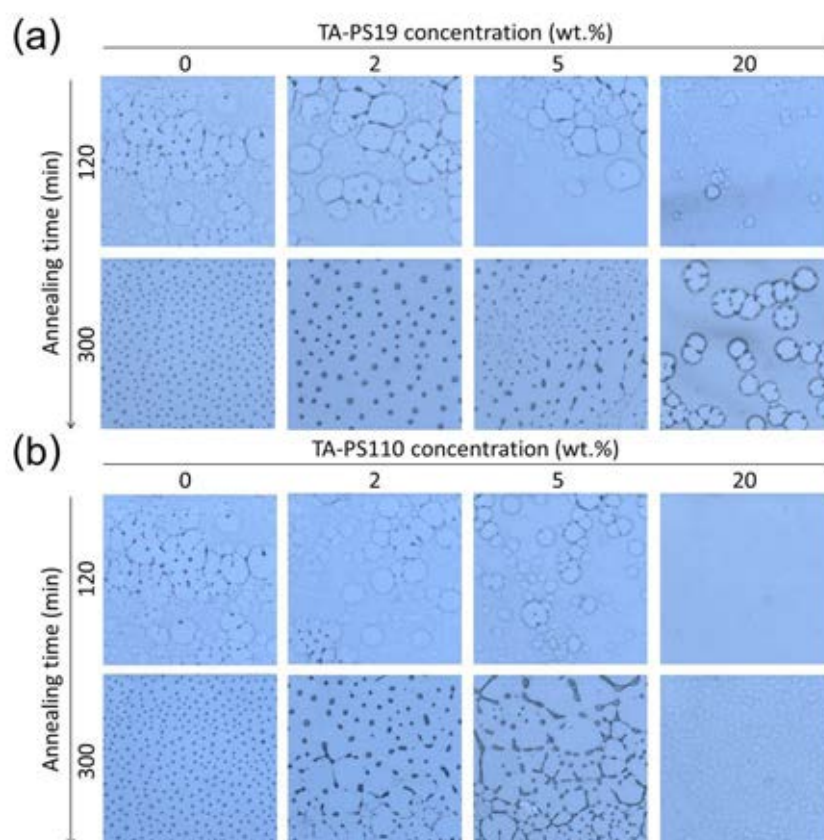 (a)
TA-PS19 concentration (wt.%)
0 2 5 20
Annealing time (min)
120
300
(b)
TA-PS110 concentration (wt.%)
0 2 5 20
Annealing time (min)
120
300